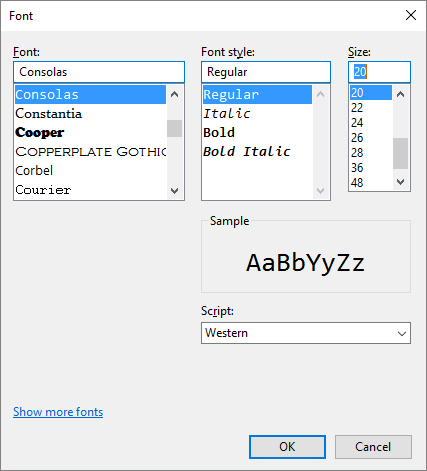 Font
Font:
Consolas
Consolas
Constantia
Cooper
Copperplate Gothic
Corbel
Courier
Font style:
Regular
Regular
Italic
Bold
Bold Italic
Size:
20
20
22
24
26
28
36
48
Sample
AaBbYyZz
Script:
Western
Show more fonts
OK
Cancel